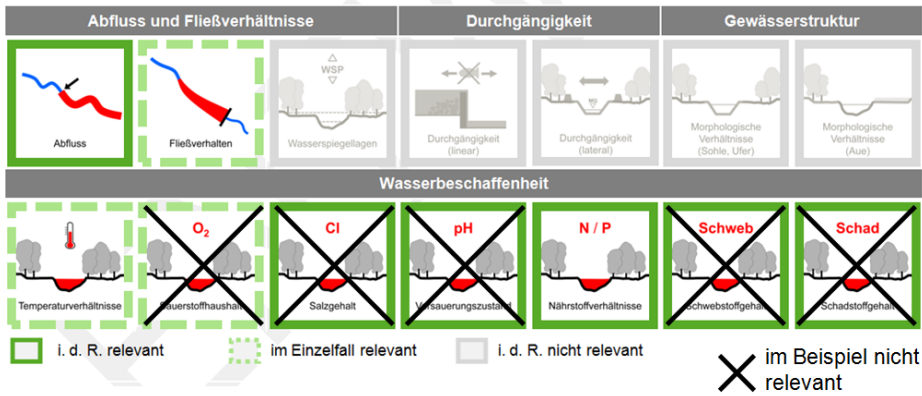 Abfluss und Fließverhältnisse
Durchgängigkeit
Gewässerstruktur
WSP
Abfluss
Fließverhalten
Wasserspiegellagen
Durchgängigkeit
(linear)
Durchgängigkeit
(lateral)
Morphologische
Verhältnisse
(Sohle, Ufer)
Morphologische
Verhältnisse
(Aue)
Wasserbeschaffenheit
O₂
Cl
pH
N / P
Schweb
Schad
Temperaturverhältnisse
Sauerstoffhaushalt
Salzgehalt
Versauerungszustand
Nährstoffverhältnisse
Schwebstoffgehalt
Schadstoffgehalt
i. d. R. relevant
im Einzelfall relevant
i. d. R. nicht relevant
im Beispiel nicht
relevant